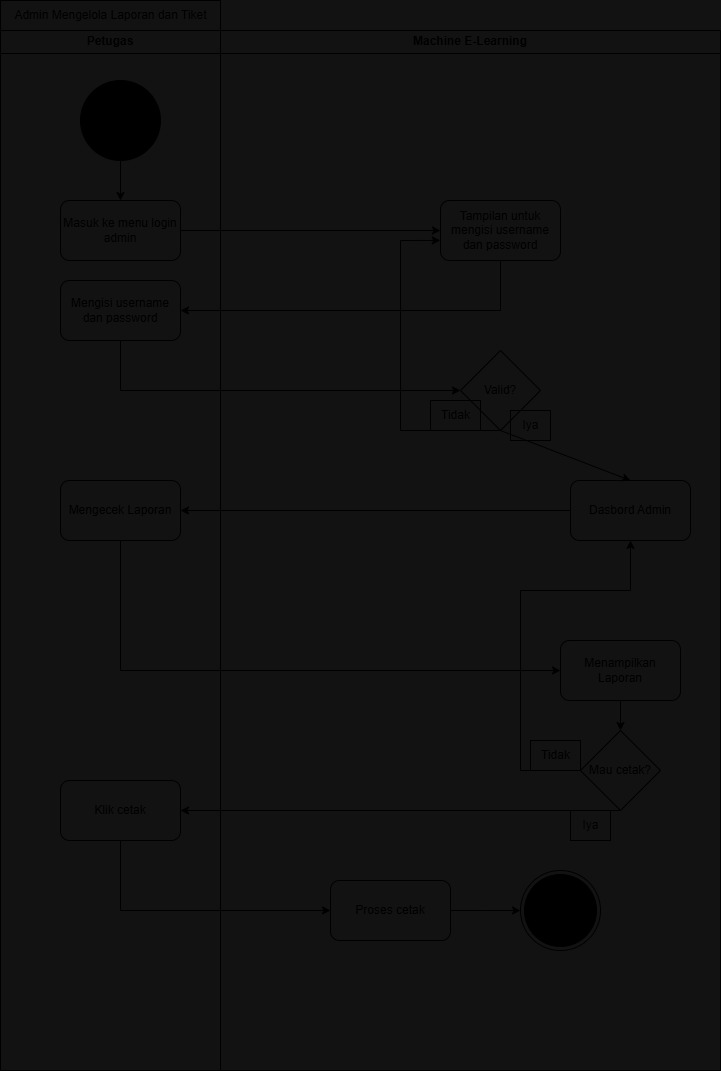 Admin Mengelola Laporan dan Tiket
Petugas
Machine E-Learning
Masuk ke menu login
admin
Tampilan untuk
mengisi username
dan password
Mengisi username
dan password
Valid?
Tidak
Iya
Mengecek Laporan
Dasbord Admin
Menampilkan
Laporan
Tidak
Mau cetak?
Klik cetak
Iya
Proses cetak